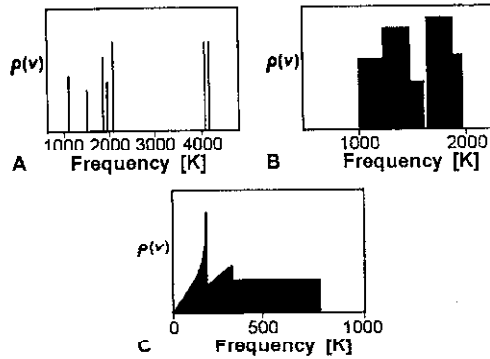 ρ(ν)
1000 2000 3000 4000
A Frequency [K]
ρ(ν)
1000 2000
B Frequency [K]
ρ(ν)
0 500 1000
C Frequency [K]